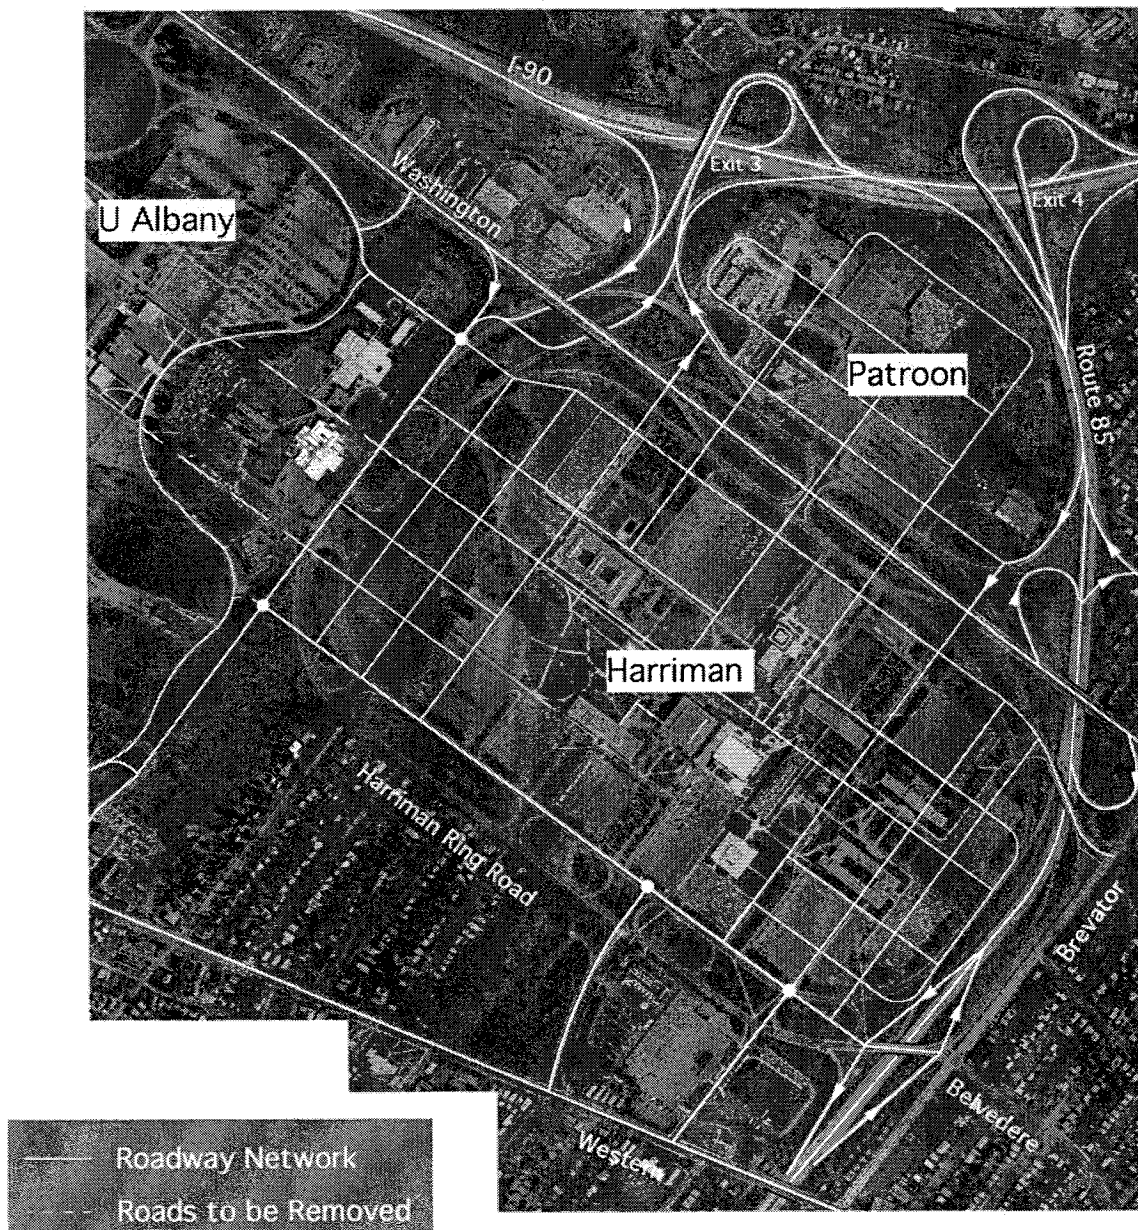 I-90
Washington
Exit 3
Exit 4
U Albany
Route 85
Patroon
Harriman
Harriman Ring Road
Brevator
Belvedere
Western
Roadway Network
Roads to be Removed